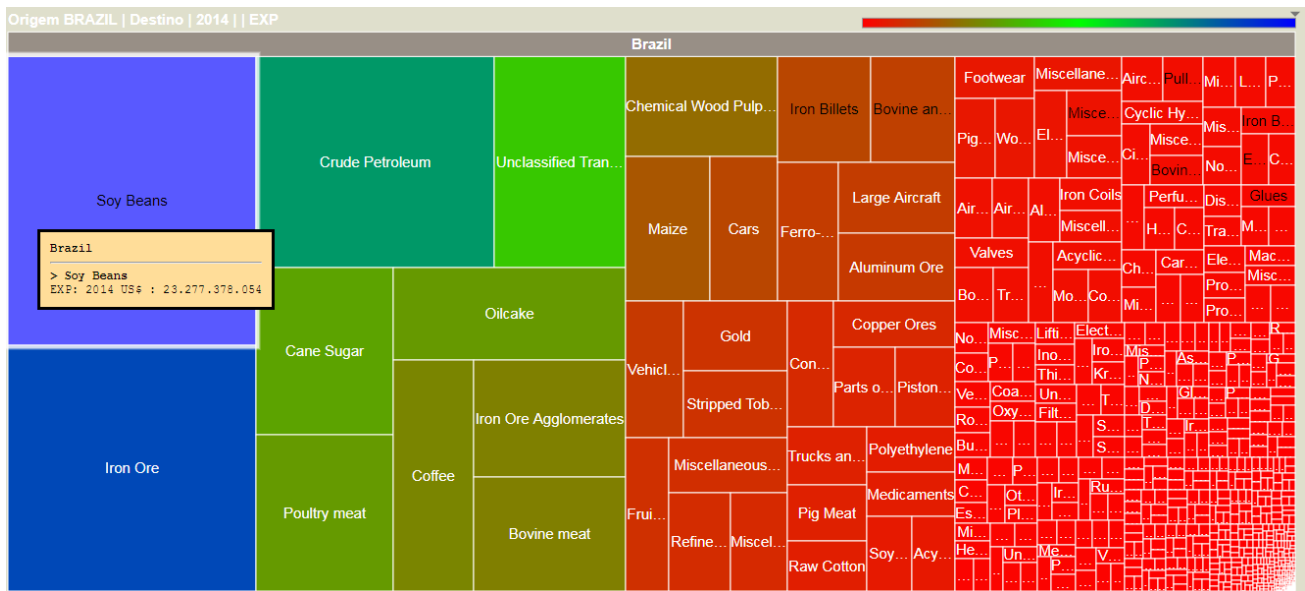 Origem BRAZIL | Destino | 2014 | | EXP
Brazil
Soy Beans
Brazil
> Soy Beans
EXP: 2014 US$ : 23.277.378.054
Iron Ore
Crude Petroleum
Unclassified Tran...
Cane Sugar
Oilcake
Poultry meat
Coffee
Iron Ore Agglomerates
Bovine meat
Chemical Wood Pulp...
Iron Billets
Bovine an...
Maize
Cars
Ferro-...
Large Aircraft
Aluminum Ore
Vehicl...
Gold
Stripped Tob...
Con...
Copper Ores
Parts o...
Piston...
Frui...
Miscellaneous...
Refine...
Miscel...
Trucks an...
Polyethylene
Pig Meat
Medicaments
Raw Cotton
Soy...
Acy...
Footwear
Miscellane...
Airc...
Pull...
Mi...
L...
P...
Pig...
Wo...
El...
Misce...
Misce...
Cyclic Hy...
Ci...
Misce...
Bovin...
Mis...
Iron B...
No...
E...
C...
Air...
Air...
Al...
Iron Coils
Miscell...
Perfu...
H...
C...
Dis...
Glues
Tra...
M...
Valves
Acyclic...
Bo...
Tr...
Mo...
Co...
Ch...
Car...
Mi...
Ele...
Mac...
Pro...
Misc...
Pro...
No...
Misc...
Lifti...
Elect...
Co...
P...
Ino...
Thi...
Iro...
Kr...
Ve...
Coa...
Un...
T...
Ro...
Oxy...
Filt...
S...
Bu...
S...
Mis...
P...
N...
As...
P...
R...
G...
D...
Gl...
P...
T...
Ir...
M...
P...
C...
Ot...
Ir...
Ru...
Es...
Pl...
Mi...
He...
Un...
Me...
P...
V...